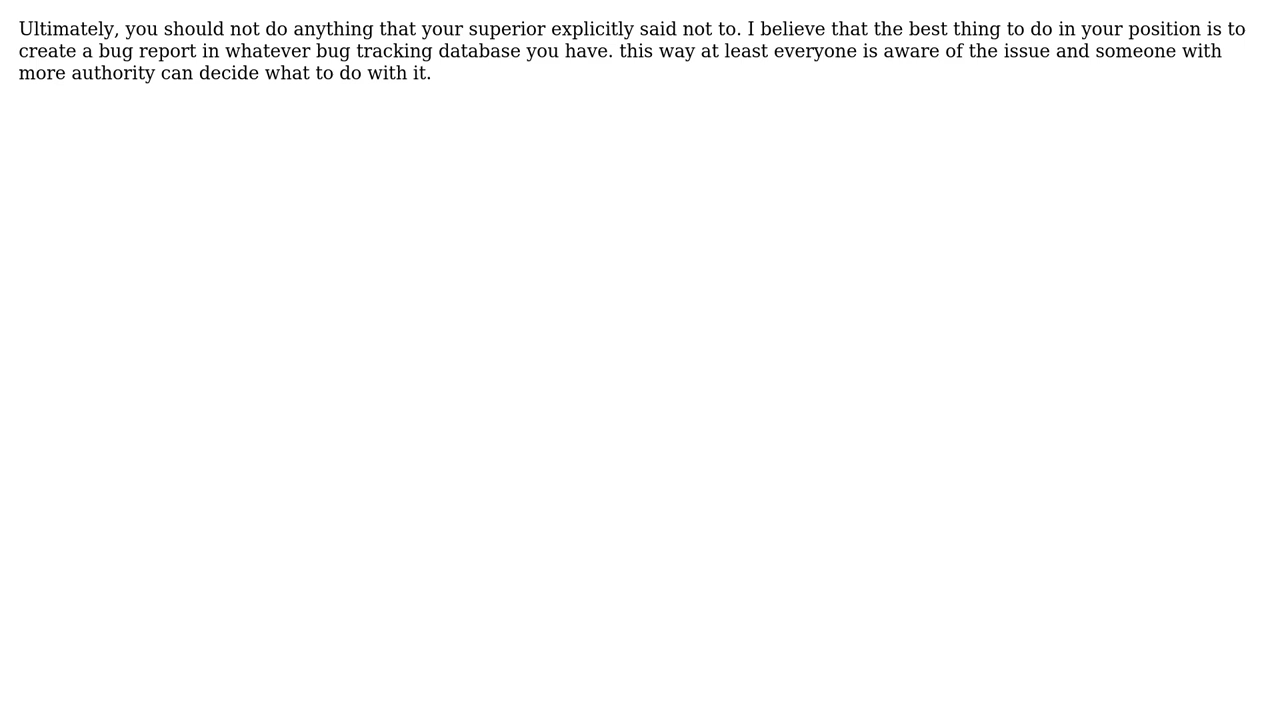 Ultimately, you should not do anything that your superior explicitly said not to. I believe that the best thing to do in your position is to
create a bug report in whatever bug tracking database you have. this way at least everyone is aware of the issue and someone with
more authority can decide what to do with it.